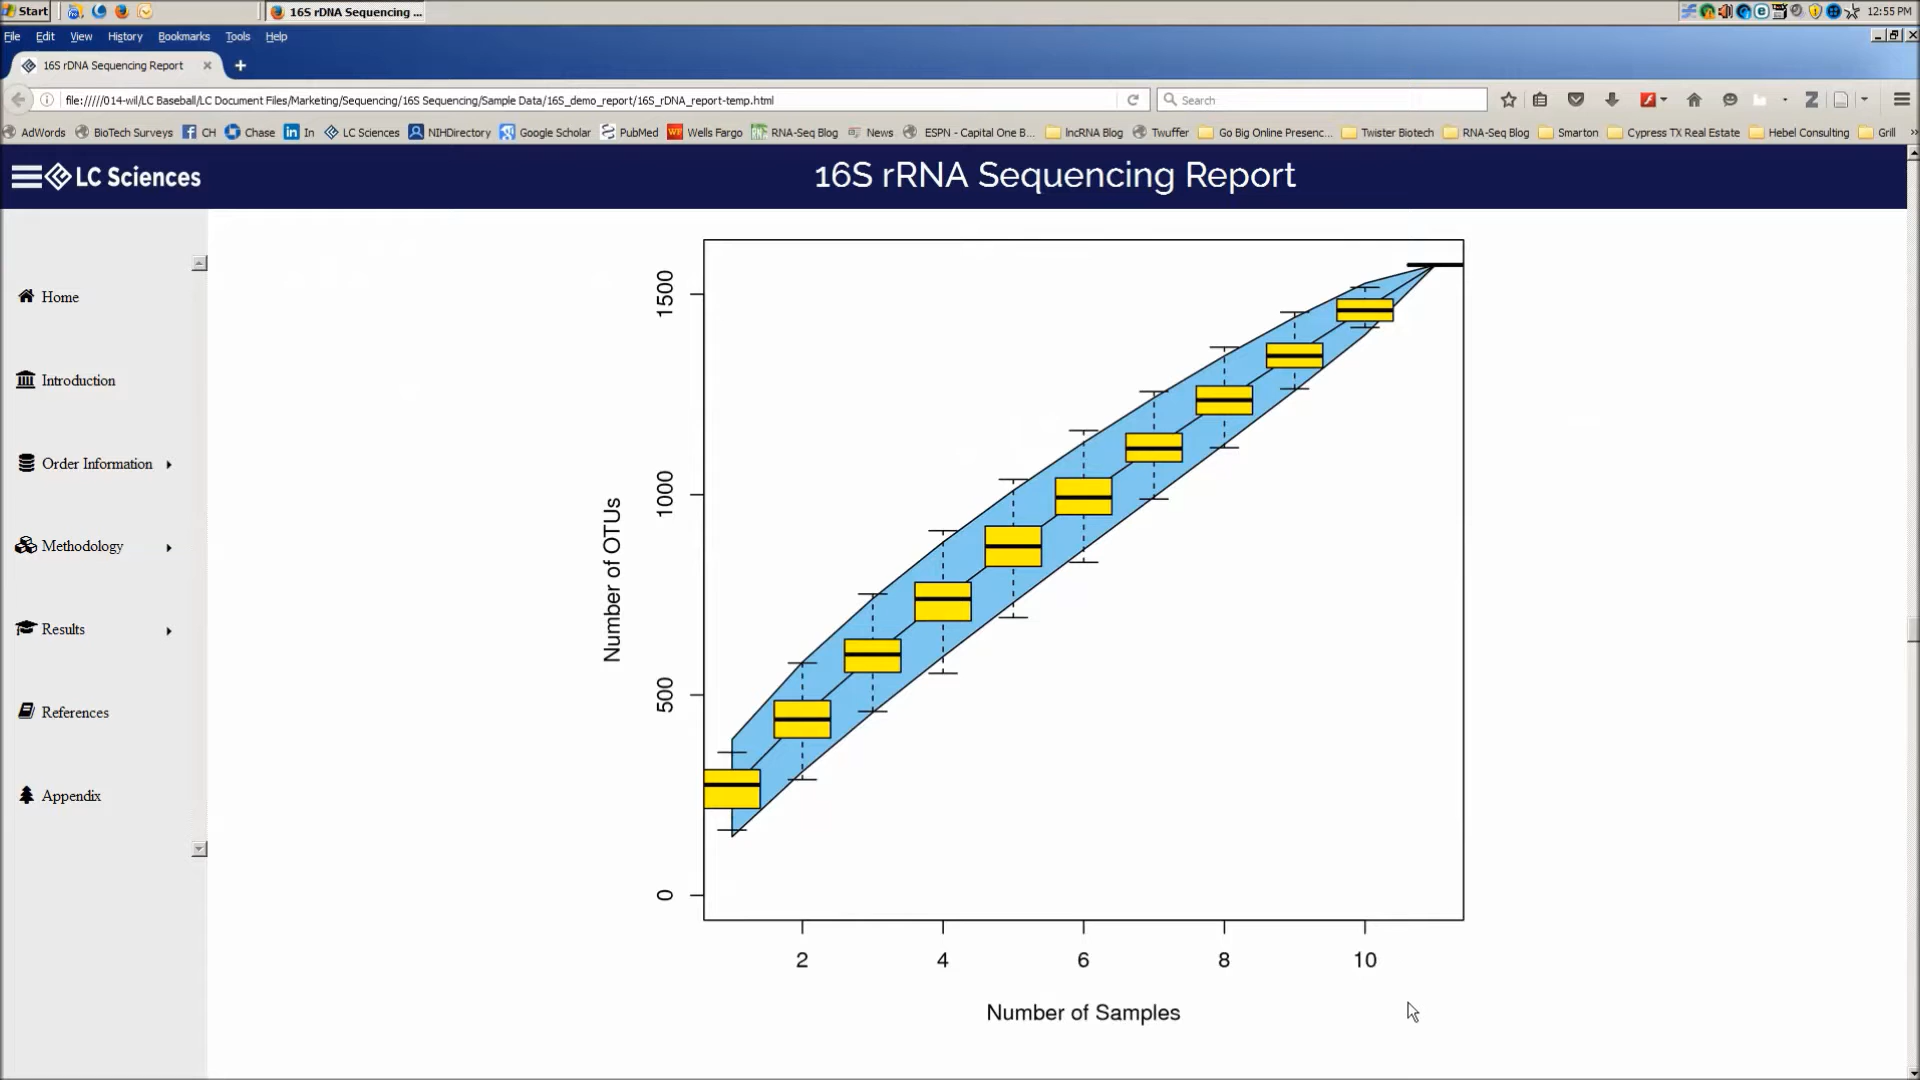 Start 16S rDNA Sequencing ... 12:55 PM
File Edit View History Bookmarks Tools Help
16S rDNA Sequencing Report
file://///014-wil/LC Baseball/LC Document Files/Marketing/Sequencing/16S Sequencing/Sample Data/16S_demo_report/16S_rDNA_report-temp.html Search
AdWords BioTech Surveys CH Chase In LC Sciences NIHDirectory Google Scholar PubMed Wells Fargo RNA-Seq Blog News ESPN - Capital One B... lncRNA Blog Twuffer Go Big Online Presenc... Twister Biotech RNA-Seq Blog Smarton Cypress TX Real Estate Hebel Consulting Grill
LC Sciences 16S rRNA Sequencing Report
Home
Introduction
Order Information
Methodology
Results
References
Appendix
Number of OTUs
1500
1000
500
0
2 4 6 8 10
Number of Samples